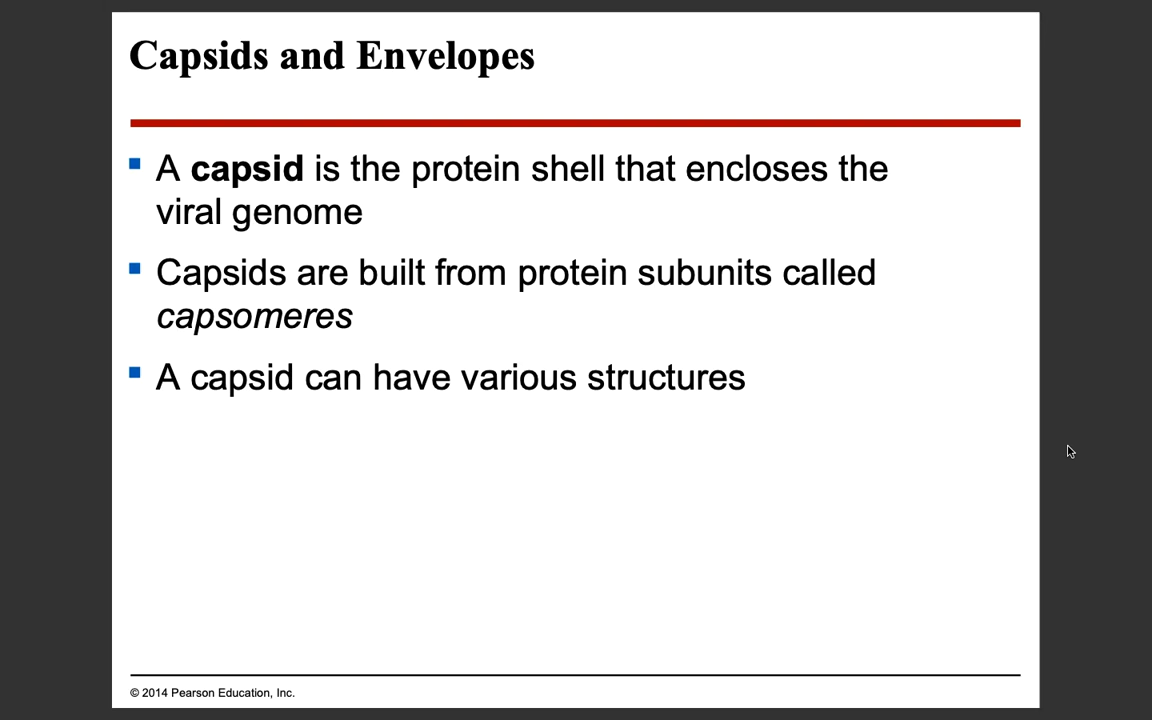 Capsids and Envelopes
A capsid is the protein shell that encloses the
viral genome
Capsids are built from protein subunits called
capsomeres
A capsid can have various structures
© 2014 Pearson Education, Inc.